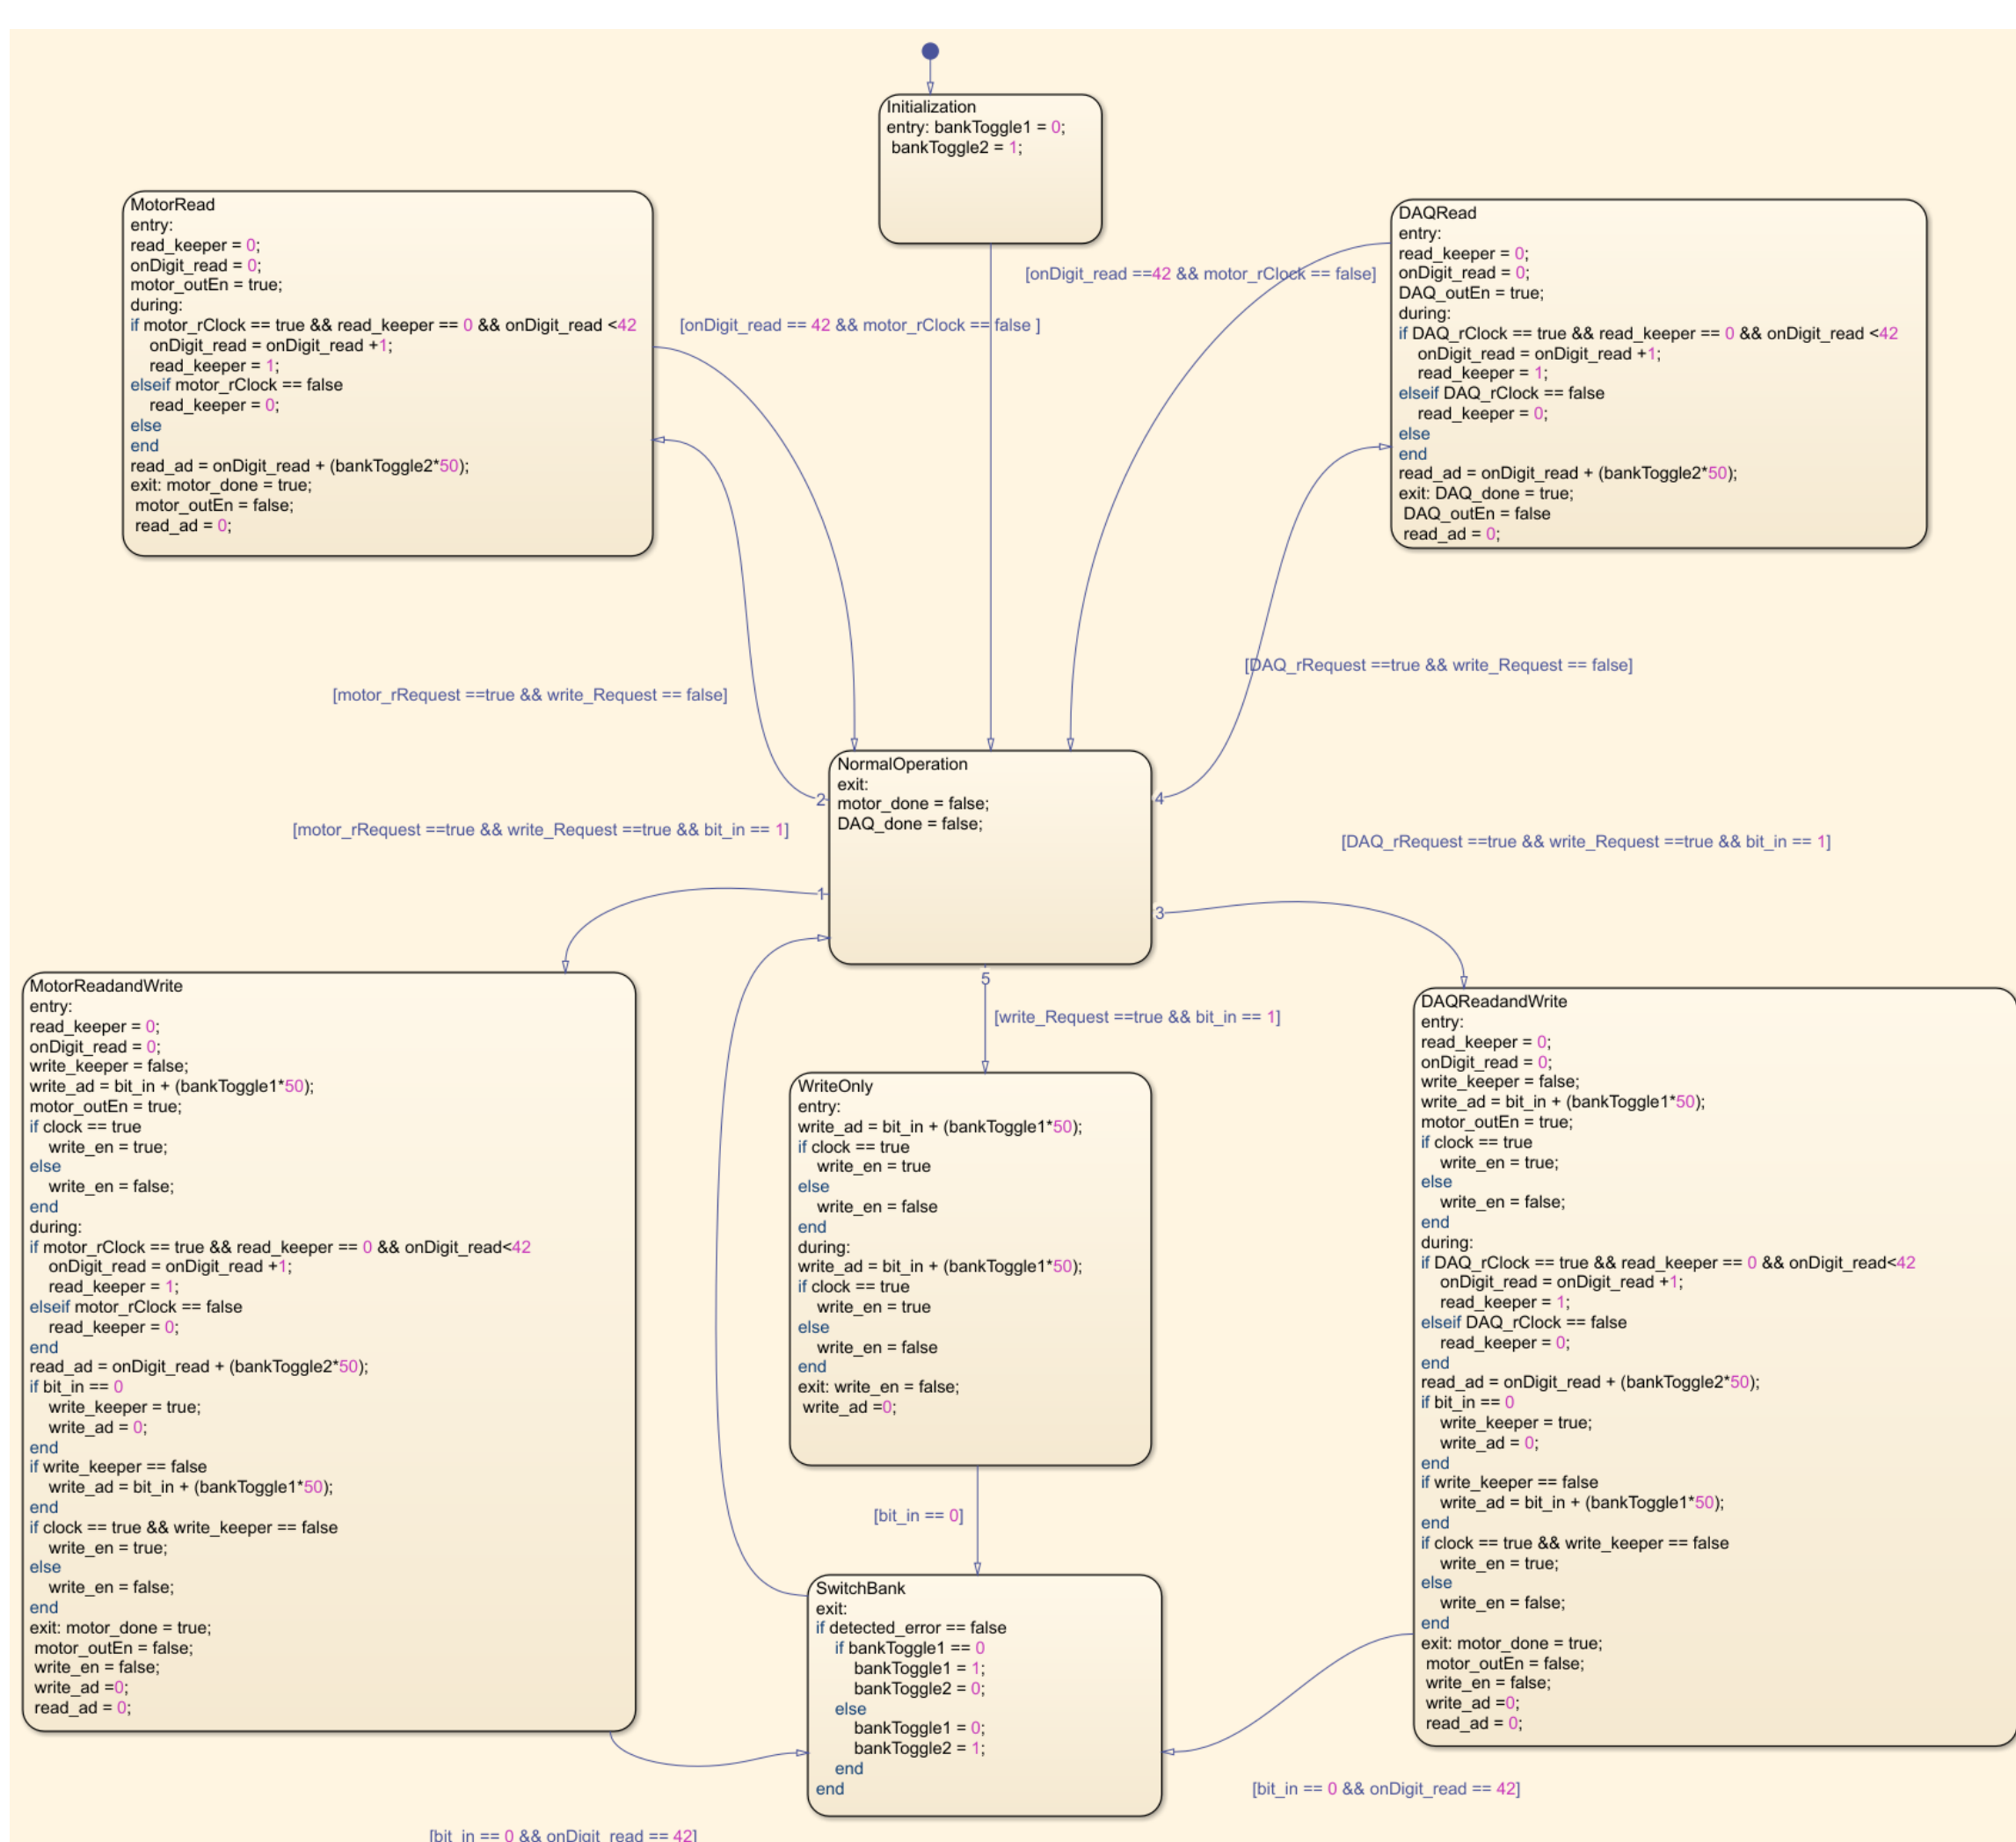 Initialization
entry: bankToggle1 = 0;
bankToggle2 = 1;
MotorRead
entry:
read_keeper = 0;
onDigit_read = 0;
motor_outEn = true;
during:
if motor_rClock == true && read_keeper == 0 && onDigit_read <42
onDigit_read = onDigit_read +1;
read_keeper = 1;
elseif motor_rClock == false
read_keeper = 0;
else
end
read_ad = onDigit_read + (bankToggle2*50);
exit: motor_done = true;
motor_outEn = false;
read_ad = 0;
[onDigit_read == 42 && motor_rClock == false ]
[onDigit_read ==42 && motor_rClock == false]
DAQRead
entry:
read_keeper = 0;
onDigit_read = 0;
DAQ_outEn = true;
during:
if DAQ_rClock == true && read_keeper == 0 && onDigit_read <42
onDigit_read = onDigit_read +1;
read_keeper = 1;
elseif DAQ_rClock == false
read_keeper = 0;
else
end
read_ad = onDigit_read + (bankToggle2*50);
exit: DAQ_done = true;
DAQ_outEn = false
read_ad = 0;
[motor_rRequest ==true && write_Request == false]
[DAQ_rRequest ==true && write_Request == false]
NormalOperation
exit:
motor_done = false;
DAQ_done = false;
2
4
1
3
5
[motor_rRequest ==true && write_Request ==true && bit_in == 1]
[DAQ_rRequest ==true && write_Request ==true && bit_in == 1]
[write_Request ==true && bit_in == 1]
MotorReadandWrite
entry:
read_keeper = 0;
onDigit_read = 0;
write_keeper = false;
write_ad = bit_in + (bankToggle1*50);
motor_outEn = true;
if clock == true
write_en = true;
else
write_en = false;
end
during:
if motor_rClock == true && read_keeper == 0 && onDigit_read<42
onDigit_read = onDigit_read +1;
read_keeper = 1;
elseif motor_rClock == false
read_keeper = 0;
end
read_ad = onDigit_read + (bankToggle2*50);
if bit_in == 0
write_keeper = true;
write_ad = 0;
end
if write_keeper == false
write_ad = bit_in + (bankToggle1*50);
end
if clock == true && write_keeper == false
write_en = true;
else
write_en = false;
end
exit: motor_done = true;
motor_outEn = false;
write_en = false;
write_ad =0;
read_ad = 0;
WriteOnly
entry:
write_ad = bit_in + (bankToggle1*50);
if clock == true
write_en = true
else
write_en = false
end
during:
write_ad = bit_in + (bankToggle1*50);
if clock == true
write_en = true
else
write_en = false
end
exit: write_en = false;
write_ad =0;
[bit_in == 0]
DAQReadandWrite
entry:
read_keeper = 0;
onDigit_read = 0;
write_keeper = false;
write_ad = bit_in + (bankToggle1*50);
motor_outEn = true;
if clock == true
write_en = true;
else
write_en = false;
end
during:
if DAQ_rClock == true && read_keeper == 0 && onDigit_read<42
onDigit_read = onDigit_read +1;
read_keeper = 1;
elseif DAQ_rClock == false
read_keeper = 0;
end
read_ad = onDigit_read + (bankToggle2*50);
if bit_in == 0
write_keeper = true;
write_ad = 0;
end
if write_keeper == false
write_ad = bit_in + (bankToggle1*50);
end
if clock == true && write_keeper == false
write_en = true;
else
write_en = false;
end
exit: motor_done = true;
motor_outEn = false;
write_en = false;
write_ad =0;
read_ad = 0;
SwitchBank
exit:
if detected_error == false
if bankToggle1 == 0
bankToggle1 = 1;
bankToggle2 = 0;
else
bankToggle1 = 0;
bankToggle2 = 1;
end
end
[bit_in == 0 && onDigit_read == 42]
[bit_in == 0 && onDigit_read == 42]